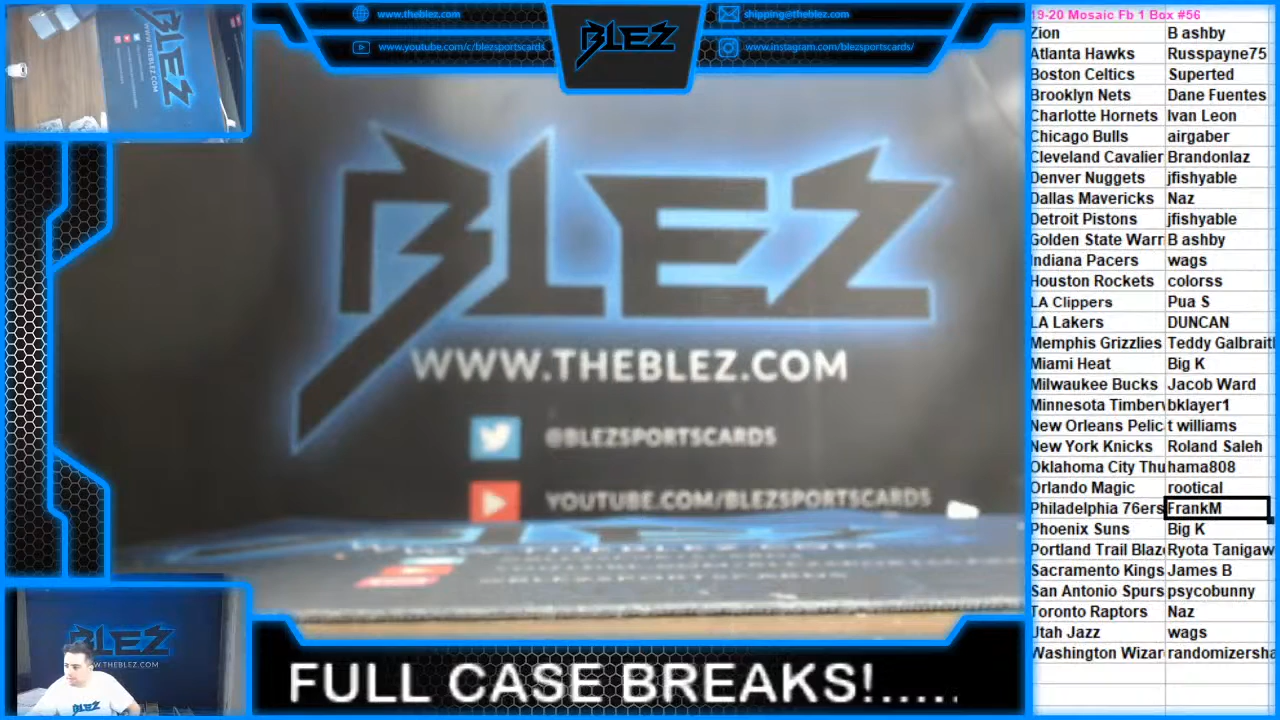 www.theblez.com
shipping@theblez.com
www.youtube.com/c/blezsportscards
www.instagram.com/blezsportscards/
BLEZ
BLEZ
WWW.THEBLEZ.COM
@BLEZSPORTSCARDS
YOUTUBE.COM/BLEZSPORTSCARDS
BLEZ
WWW.THEBLEZ.COM
BLEZ
WWW.THEBLEZ.COM
BLEZ
FULL CASE BREAKS!.....
19-20 Mosaic Fb 1 Box #56
Zion B ashby
Atlanta Hawks Russpayne75
Boston Celtics Superted
Brooklyn Nets Dane Fuentes
Charlotte Hornets Ivan Leon
Chicago Bulls airgaber
Cleveland Cavalier Brandonlaz
Denver Nuggets jfishyable
Dallas Mavericks Naz
Detroit Pistons jfishyable
Golden State Warr B ashby
Indiana Pacers wags
Houston Rockets colorss
LA Clippers Pua S
LA Lakers DUNCAN
Memphis Grizzlies Teddy Galbraith
Miami Heat Big K
Milwaukee Bucks Jacob Ward
Minnesota Timberv bklayer1
New Orleans Pelic t williams
New York Knicks Roland Saleh
Oklahoma City Thu hama808
Orlando Magic rootical
Philadelphia 76ers FrankM
Phoenix Suns Big K
Portland Trail Blaz Ryota Tanigaw
Sacramento Kings James B
San Antonio Spurs psycobunny
Toronto Raptors Naz
Utah Jazz wags
Washington Wizar randomizersha